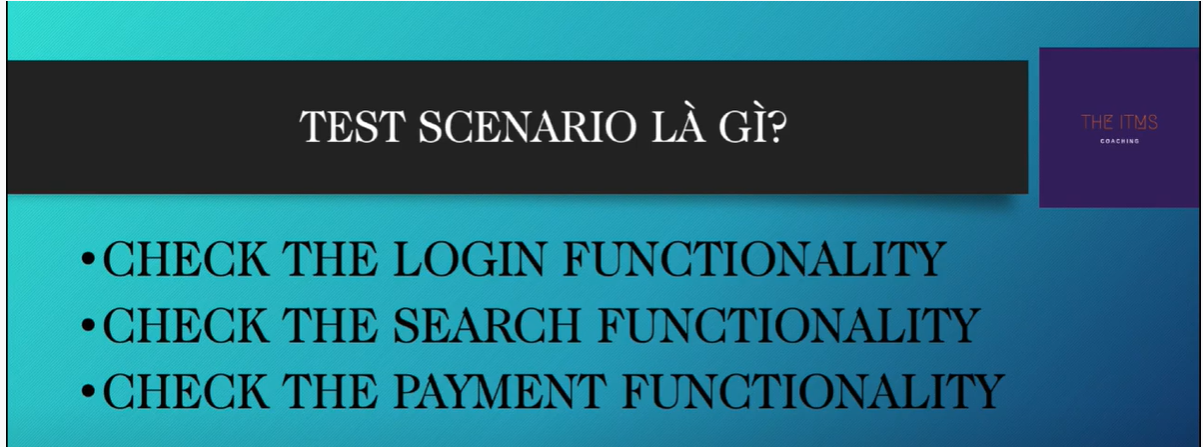 TEST SCENARIO LÀ GÌ?
THE ITMS
COACHING
•CHECK THE LOGIN FUNCTIONALITY
•CHECK THE SEARCH FUNCTIONALITY
•CHECK THE PAYMENT FUNCTIONALITY